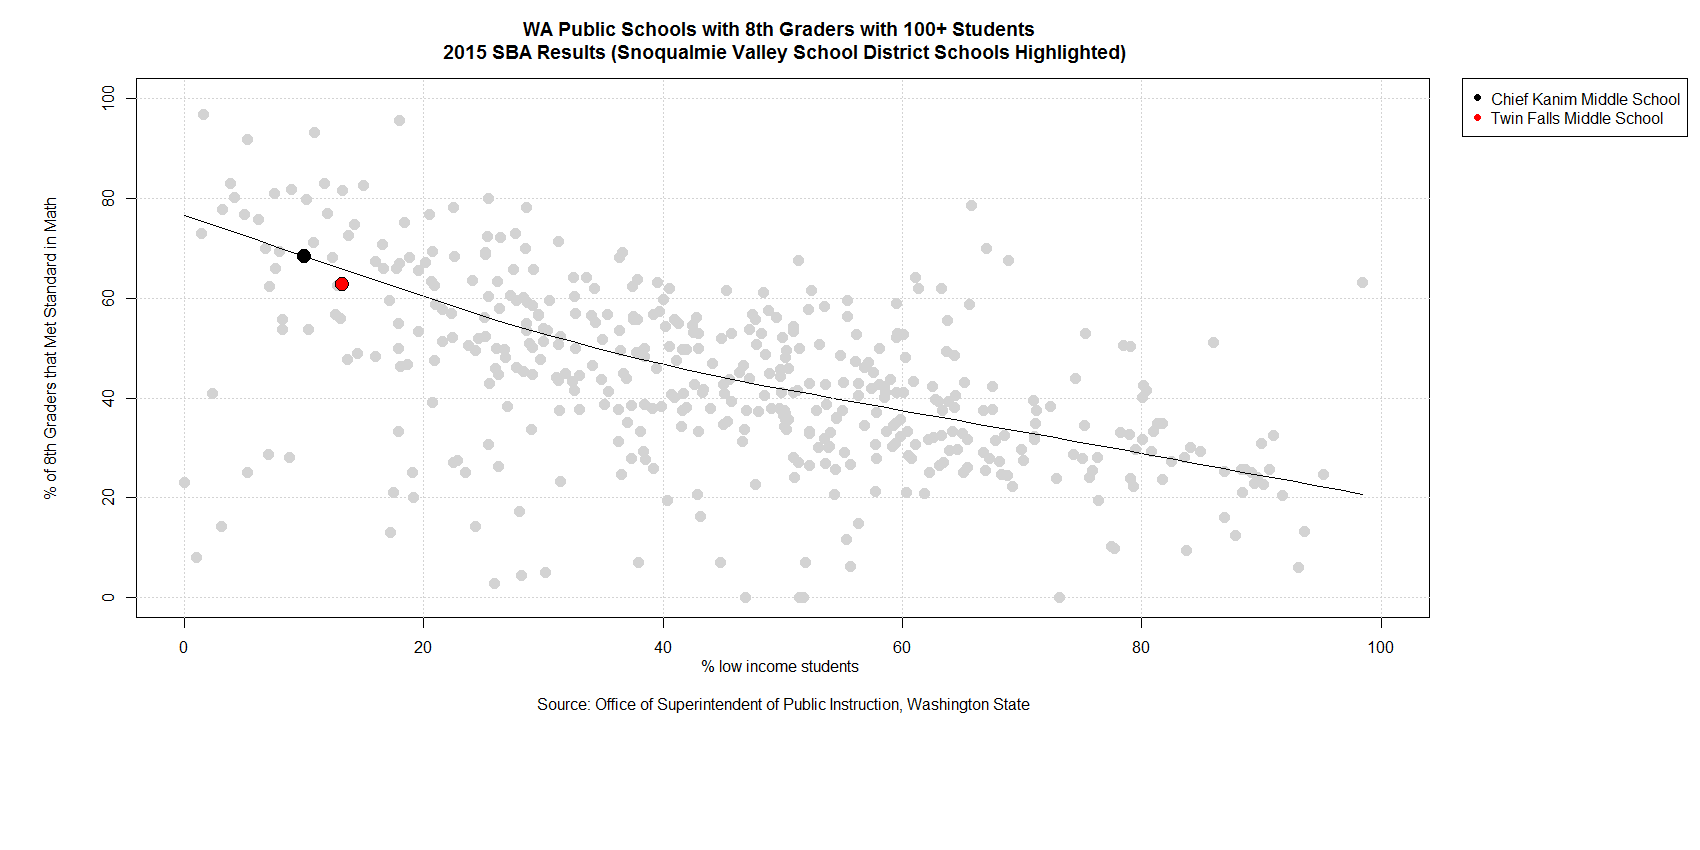 WA Public Schools with 8th Graders with 100+ Students
2015 SBA Results (Snoqualmie Valley School District Schools Highlighted)
Chief Kanim Middle School
Twin Falls Middle School
% of 8th Graders that Met Standard in Math
100
80
60
40
20
0
0 20 40 60 80 100
% low income students
Source: Office of Superintendent of Public Instruction, Washington State